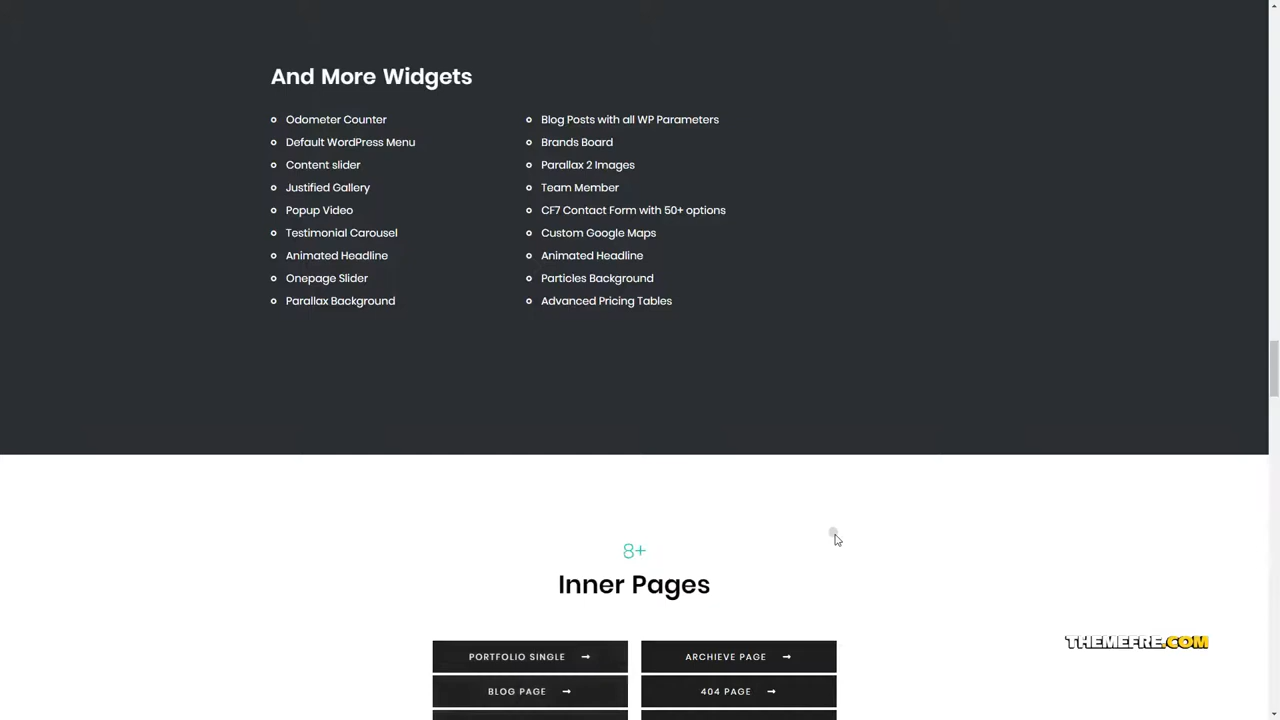 And More Widgets
Odometer Counter
Default WordPress Menu
Content slider
Justified Gallery
Popup Video
Testimonial Carousel
Animated Headline
Onepage Slider
Parallax Background
Blog Posts with all WP Parameters
Brands Board
Parallax 2 Images
Team Member
CF7 Contact Form with 50+ options
Custom Google Maps
Animated Headline
Particles Background
Advanced Pricing Tables
8+
Inner Pages
PORTFOLIO SINGLE
ARCHIEVE PAGE
BLOG PAGE
404 PAGE
THEMEFRE.COM